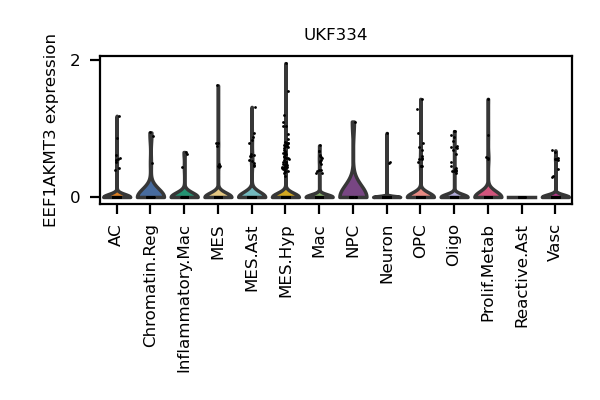 UKF334
EEF1AKMT3 expression
2
0
AC
Chromatin.Reg
Inflammatory.Mac
MES
MES.Ast
MES.Hyp
Mac
NPC
Neuron
OPC
Oligo
Prolif.Metab
Reactive.Ast
Vasc